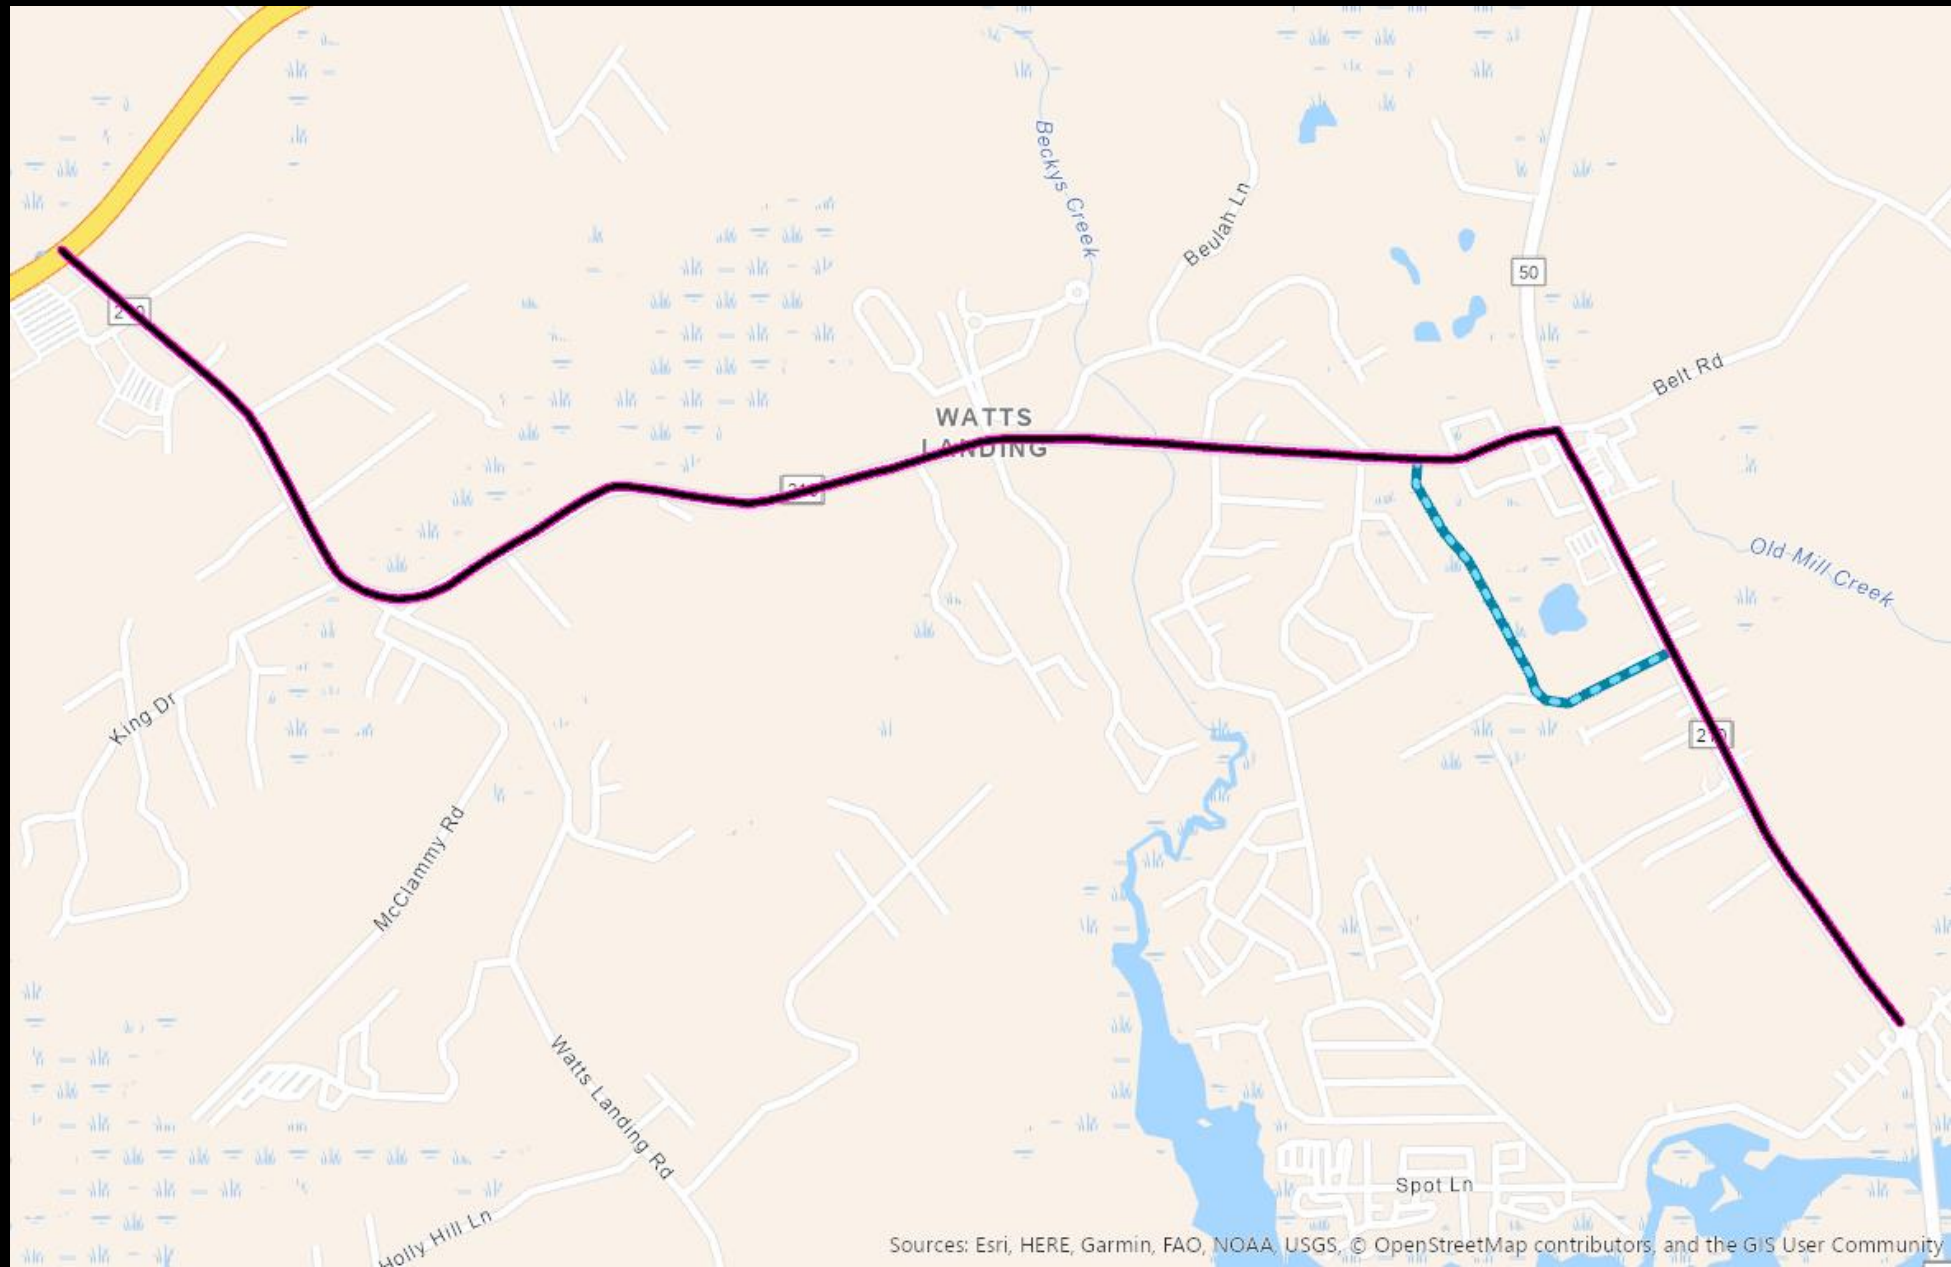 Beckys Creek
Beulah Ln
50
Belt Rd
WATTS
LANDING
Old Mill Creek
King Dr
McClammy Rd
Watts Landing Rd
Spot Ln
Holly Hill Ln
Sources: Esri, HERE, Garmin, FAO, NOAA, USGS, © OpenStreetMap contributors, and the GIS User Community